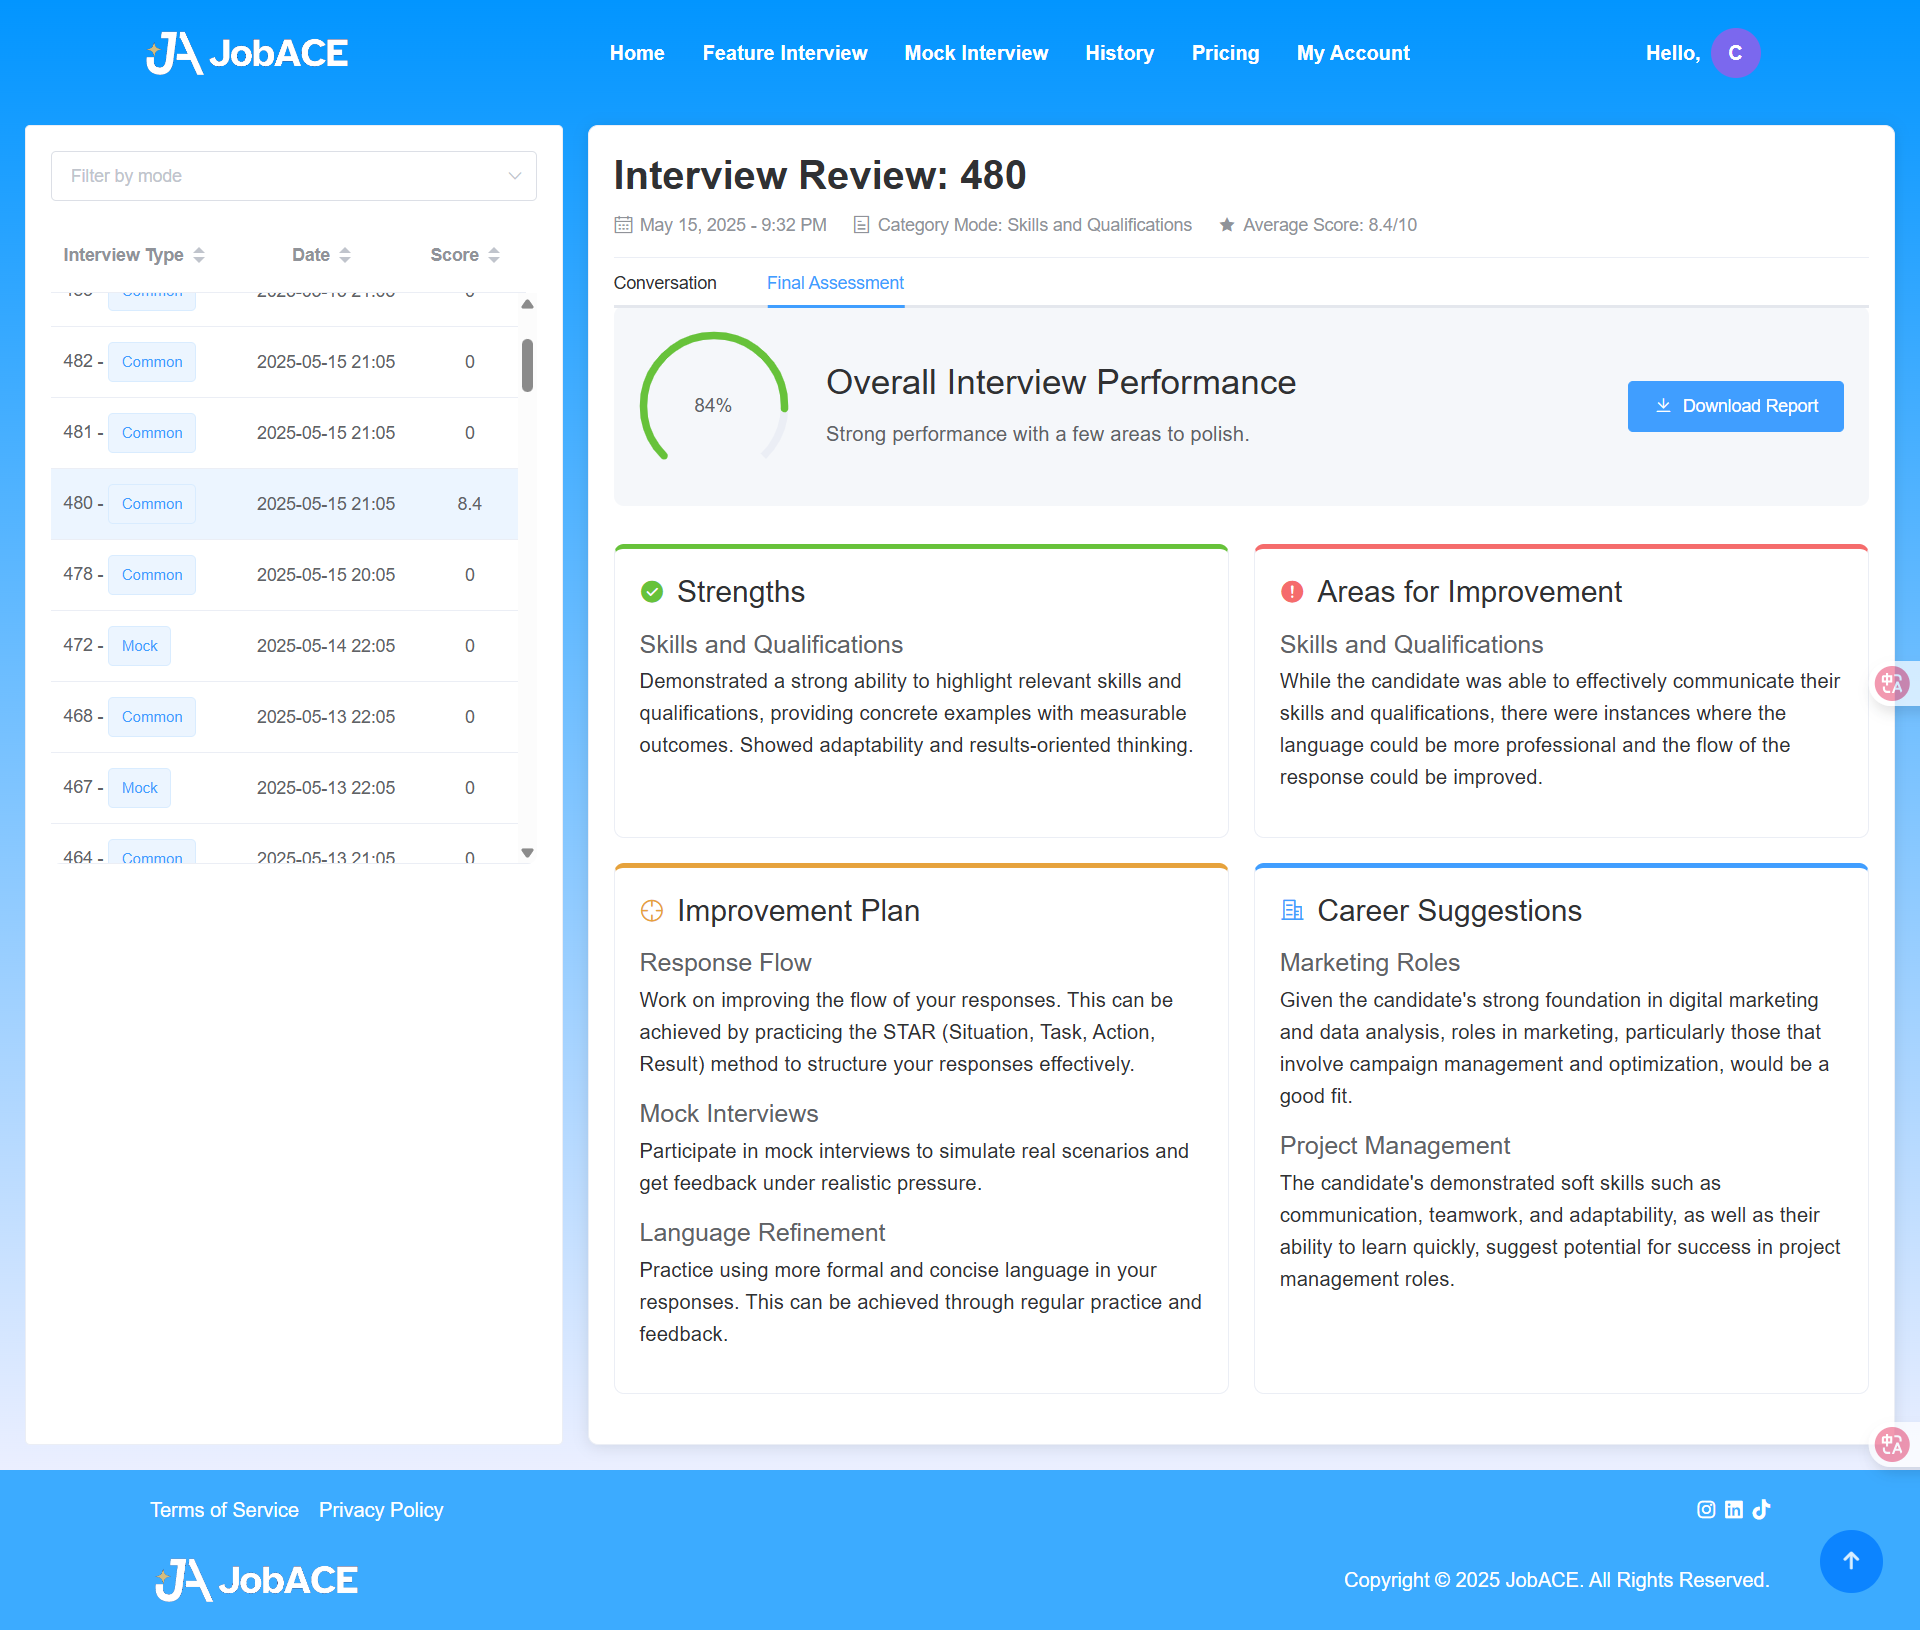 JA JobACE
Home Feature Interview Mock Interview History Pricing My Account
Hello, C
Filter by mode
Interview Type Date Score
482 - Common 2025-05-15 21:05 0
481 - Common 2025-05-15 21:05 0
480 - Common 2025-05-15 21:05 8.4
478 - Common 2025-05-15 20:05 0
472 - Mock 2025-05-14 22:05 0
468 - Common 2025-05-13 22:05 0
467 - Mock 2025-05-13 22:05 0
464 - Common 2025-05-13 21:05 0
Interview Review: 480
May 15, 2025 - 9:32 PM Category Mode: Skills and Qualifications Average Score: 8.4/10
Conversation Final Assessment
84%
Overall Interview Performance
Strong performance with a few areas to polish.
Download Report
Strengths
Skills and Qualifications
Demonstrated a strong ability to highlight relevant skills and
qualifications, providing concrete examples with measurable
outcomes. Showed adaptability and results-oriented thinking.
Areas for Improvement
Skills and Qualifications
While the candidate was able to effectively communicate their
skills and qualifications, there were instances where the
language could be more professional and the flow of the
response could be improved.
Improvement Plan
Response Flow
Work on improving the flow of your responses. This can be
achieved by practicing the STAR (Situation, Task, Action,
Result) method to structure your responses effectively.
Mock Interviews
Participate in mock interviews to simulate real scenarios and
get feedback under realistic pressure.
Language Refinement
Practice using more formal and concise language in your
responses. This can be achieved through regular practice and
feedback.
Career Suggestions
Marketing Roles
Given the candidate's strong foundation in digital marketing
and data analysis, roles in marketing, particularly those that
involve campaign management and optimization, would be a
good fit.
Project Management
The candidate's demonstrated soft skills such as
communication, teamwork, and adaptability, as well as their
ability to learn quickly, suggest potential for success in project
management roles.
中A
中A
Terms of Service Privacy Policy
JA JobACE
Copyright © 2025 JobACE. All Rights Reserved.